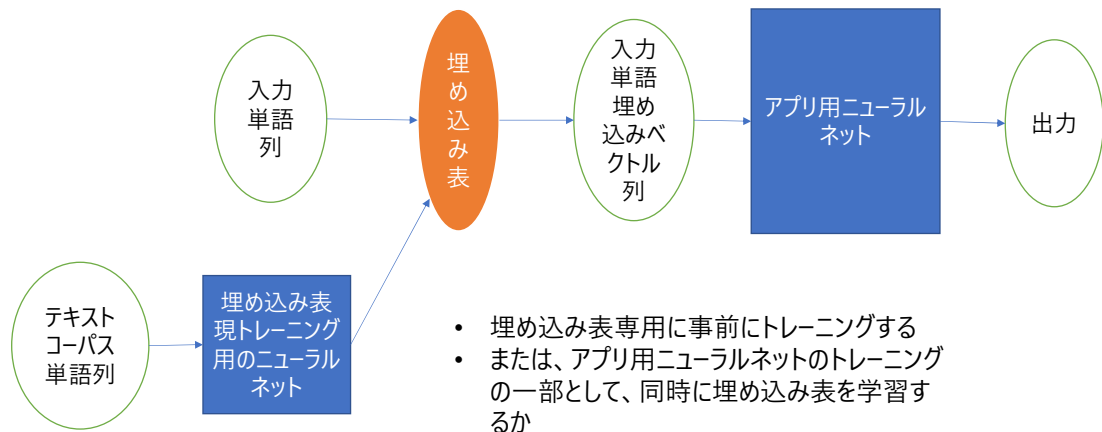 入力
単語
列
埋
め
込
み
表
入力
単語
埋め
込みベ
クトル
列
アプリ用ニューラル
ネット
出力
テキスト
コーパス
単語列
埋め込み表
現トレーニング
用のニューラル
ネット
• 埋め込み表専用に事前にトレーニングする
• または、アプリ用ニューラルネットのトレーニング
の一部として、同時に埋め込み表を学習す
るか